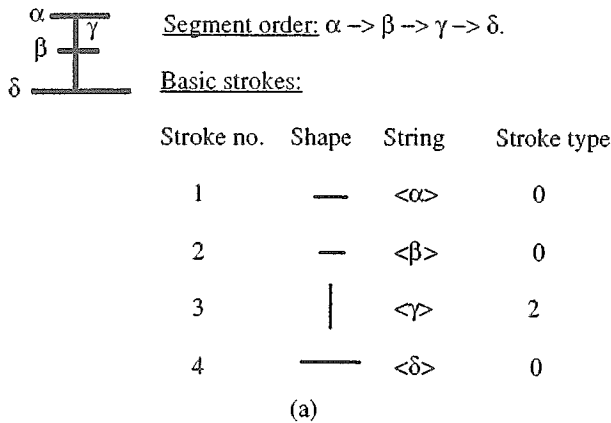 α γ Segment order: α –> β –> γ –> δ.
β
δ Basic strokes:
Stroke no. Shape String Stroke type
1 <α> 0
2 <β> 0
3 <γ> 2
4 <δ> 0
(a)